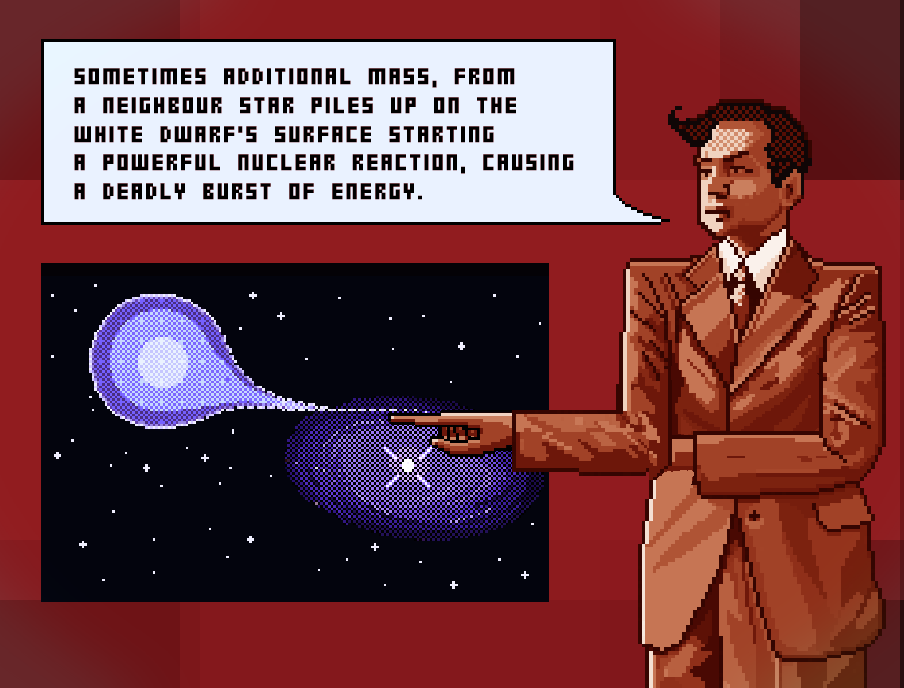 SOMETIMES ADDITIONAL MASS, FROM
A NEIGHBOUR STAR PILES UP ON THE
WHITE DWARF'S SURFACE STARTING
A POWERFUL NUCLEAR REACTION, CAUSING
A DEADLY BURST OF ENERGY.